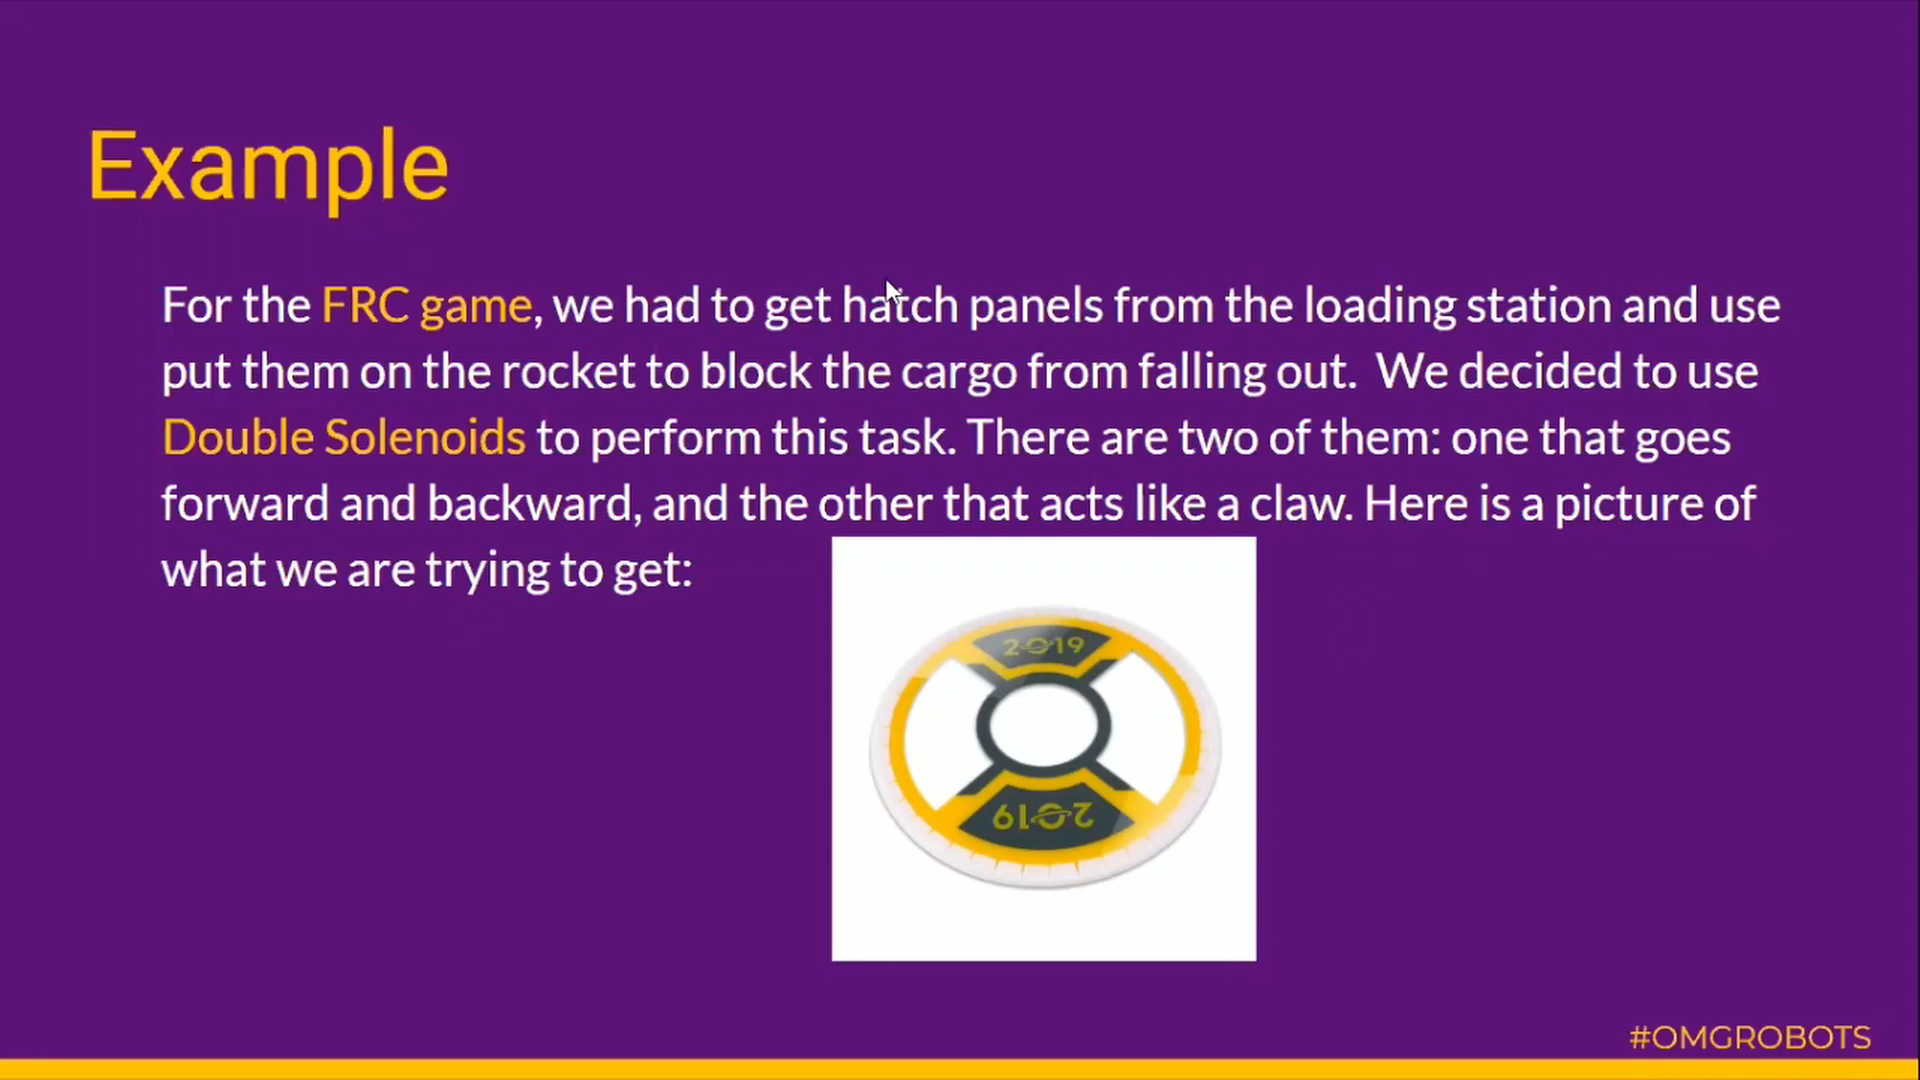 Example
For the FRC game, we had to get hatch panels from the loading station and use
put them on the rocket to block the cargo from falling out.  We decided to use
Double Solenoids to perform this task. There are two of them: one that goes
forward and backward, and the other that acts like a claw. Here is a picture of
what we are trying to get:
2019
2019
#OMGROBOTS